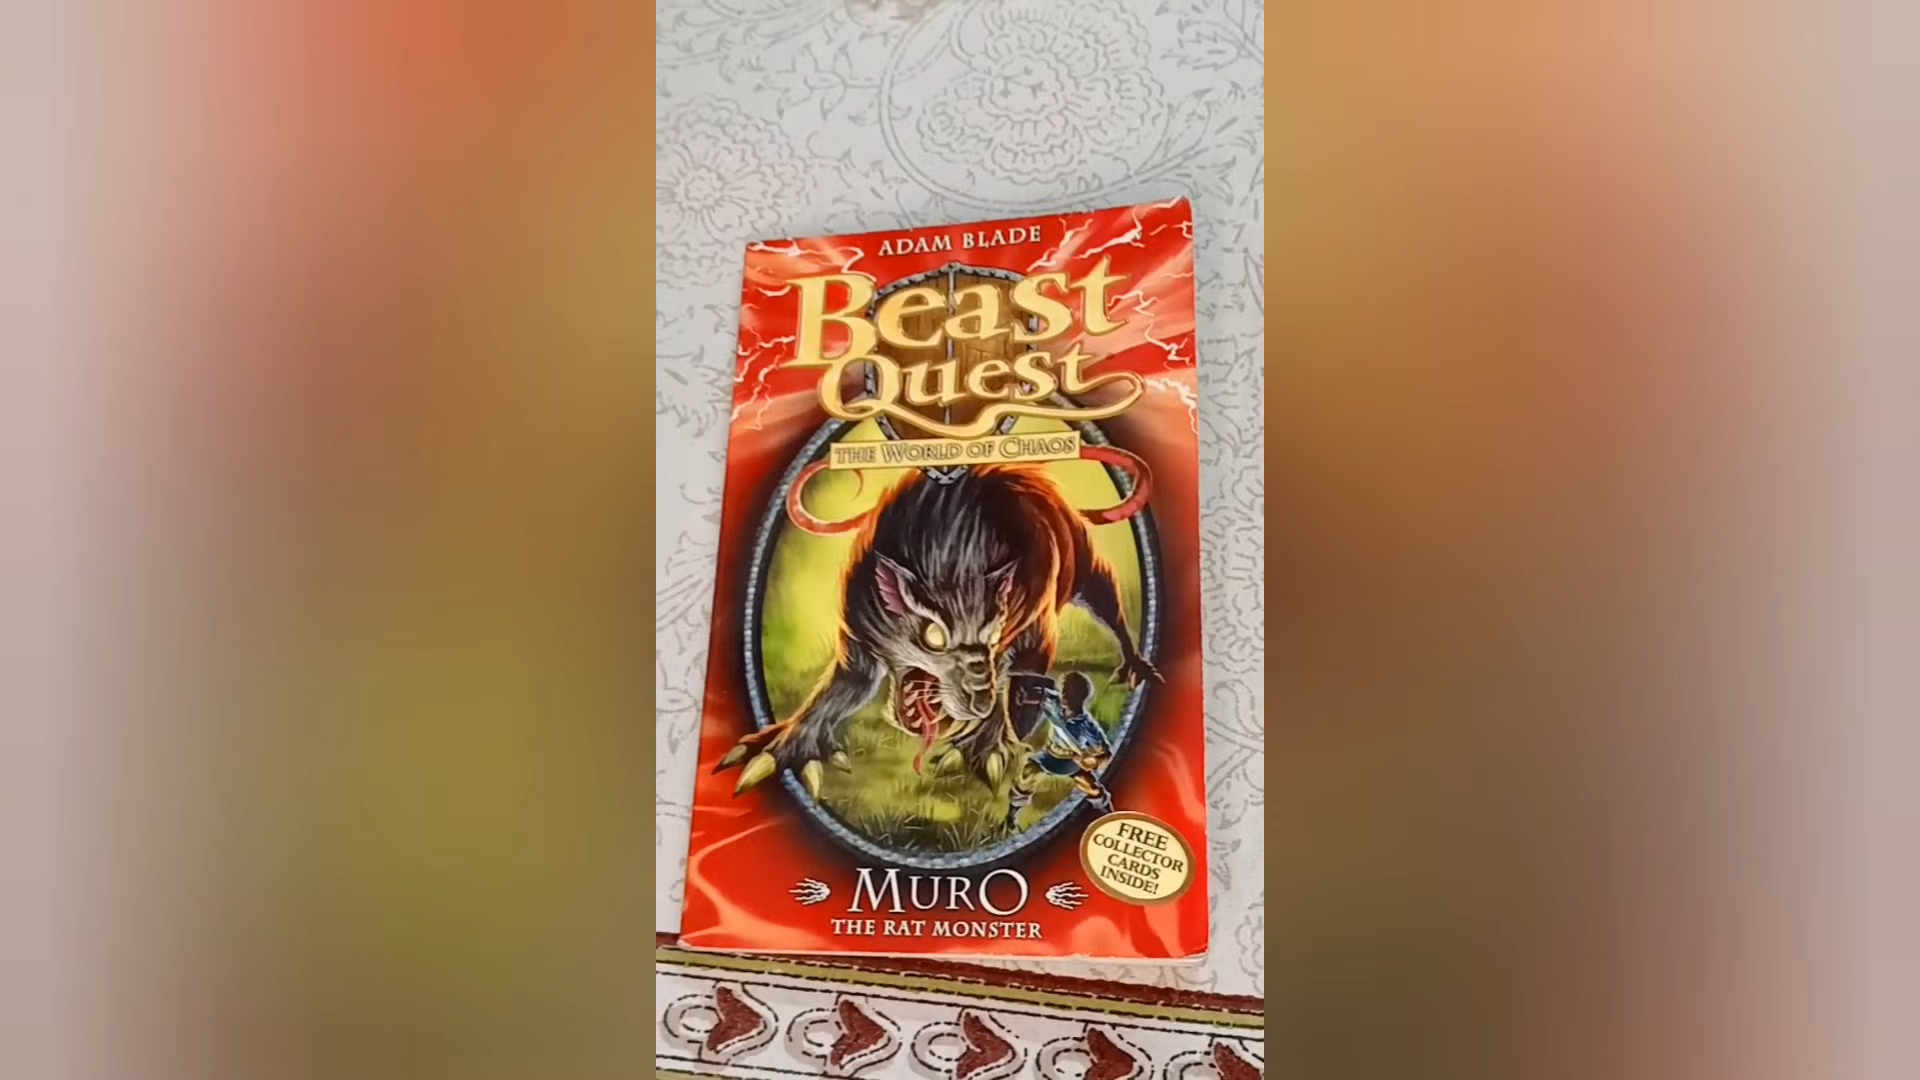 ADAM BLADE
Beast
Quest
THE WORLD OF CHAOS
FREE
COLLECTOR
CARDS
INSIDE!
MURO
THE RAT MONSTER